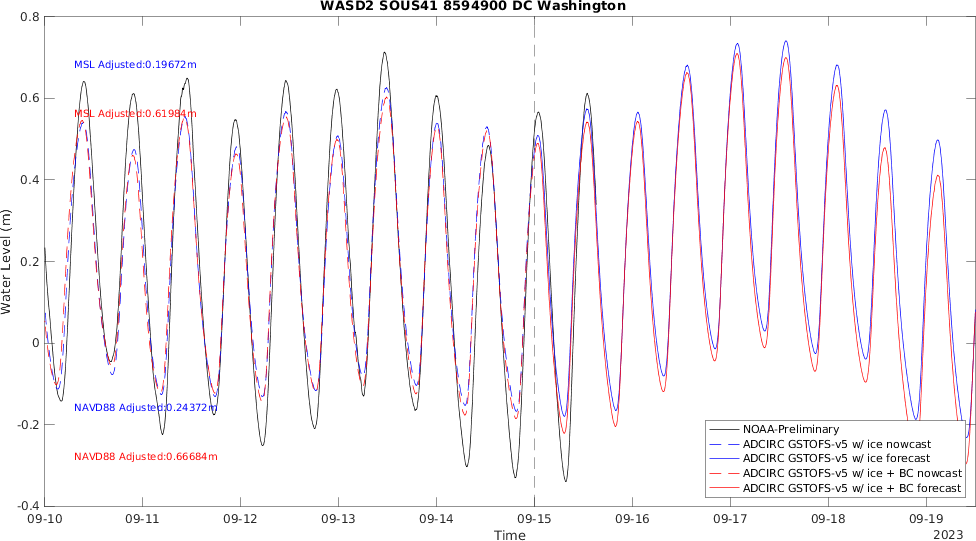 WASD2 SOUS41 8594900 DC Washington
0.8
0.6
0.4
0.2
0
-0.2
-0.4
Water Level (m)
MSL Adjusted:0.19672m
MSL Adjusted:0.61984m
NAVD88 Adjusted:0.24372m
NAVD88 Adjusted:0.66684m
NOAA-Preliminary
ADCIRC GSTOFS-v5 w/ ice nowcast
ADCIRC GSTOFS-v5 w/ ice forecast
ADCIRC GSTOFS-v5 w/ ice + BC nowcast
ADCIRC GSTOFS-v5 w/ ice + BC forecast
09-10 09-11 09-12 09-13 09-14 09-15 09-16 09-17 09-18 09-19
Time
2023